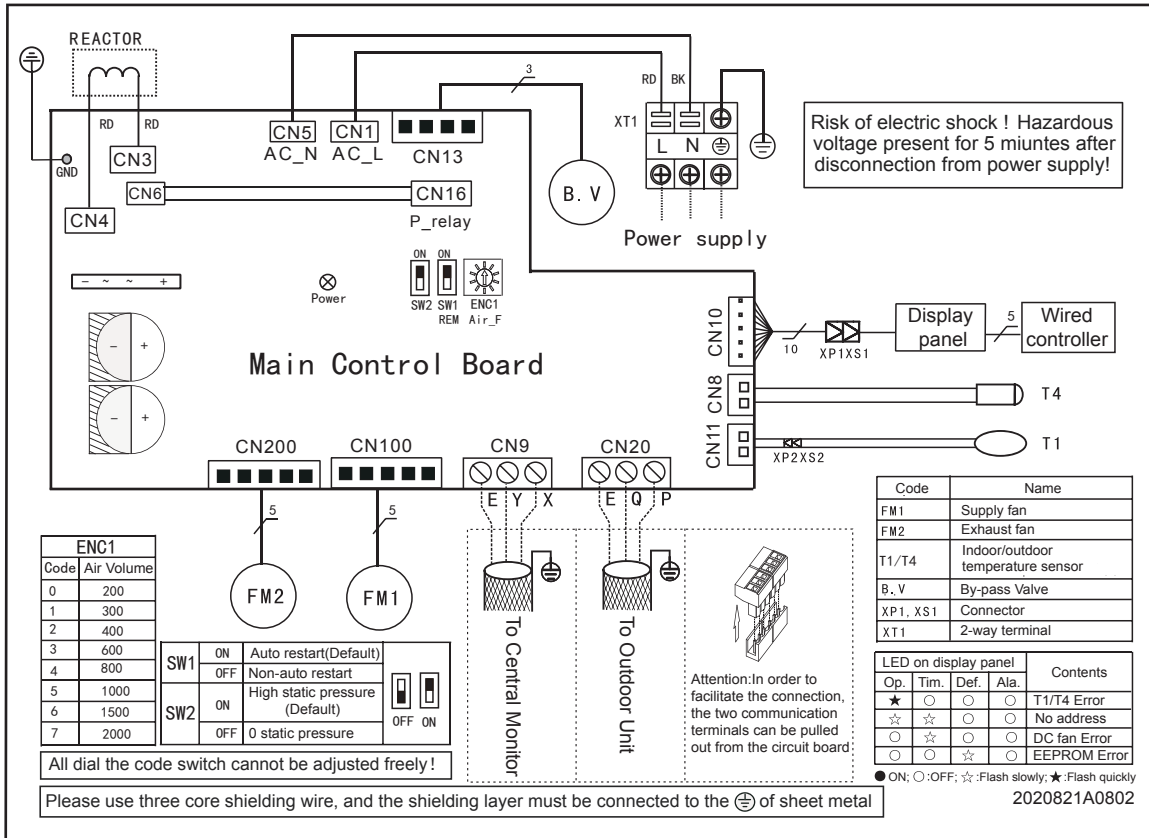 REACTOR
RD
RD
GND
CN3
CN4
CN5
AC_N
CN1
AC_L
CN13
3
CN6
CN16
P_relay
B.V
RD
BK
XT1
L N
Power supply
Risk of electric shock ! Hazardous
voltage present for 5 miuntes after
disconnection from power supply!
- ~ ~ +
Power
ON
ON
SW2
SW1
REM
ENC1
Air_F
- +
- +
Main Control Board
CN10
10
XP1XS1
Display
panel
5
Wired
controller
CN8
T4
CN11
XP2XS2
T1
CN200
CN100
CN9
CN20
E Y X
E Q P
5
5
FM2
FM1
To Central Monitor
To Outdoor Unit
Attention:In order to
facilitate the connection,
the two communication
terminals can be pulled
out from the circuit board
ENC1
Code Air Volume
0 200
1 300
2 400
3 600
4 800
5 1000
6 1500
7 2000
SW1 ON Auto restart(Default)
OFF Non-auto restart
SW2 ON High static pressure
(Default)
OFF 0 static pressure
OFF ON
All dial the code switch cannot be adjusted freely!
Please use three core shielding wire, and the shielding layer must be connected to the of sheet metal
Code Name
FM1 Supply fan
FM2 Exhaust fan
T1/T4 Indoor/outdoor
temperature sensor
B.V By-pass Valve
XP1, XS1 Connector
XT1 2-way terminal
LED on display panel Contents
Op. Tim. Def. Ala.
★ ○ ○ ○ T1/T4 Error
☆ ☆ ○ ○ No address
○ ☆ ○ ○ DC fan Error
○ ○ ☆ ○ EEPROM Error
● ON; ○ :OFF; ☆ :Flash slowly; ★ :Flash quickly
2020821A0802